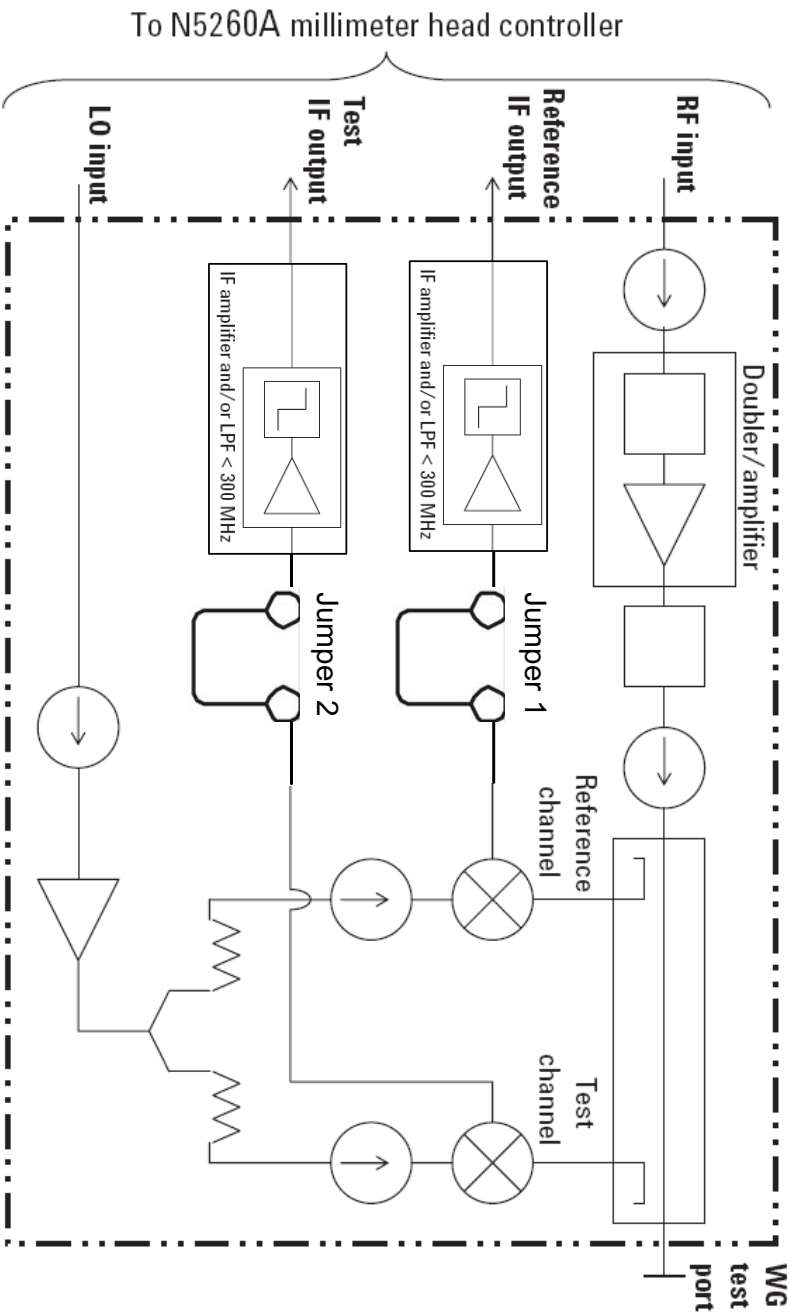 To N5260A millimeter head controller
LO input
Test
IF output
Reference
IF output
RF input
IF amplifier and/or LPF < 300 MHz
IF amplifier and/or LPF < 300 MHz
Doubler/amplifier
Jumper 2
Jumper 1
Reference
channel
Test
channel
WG
test
port